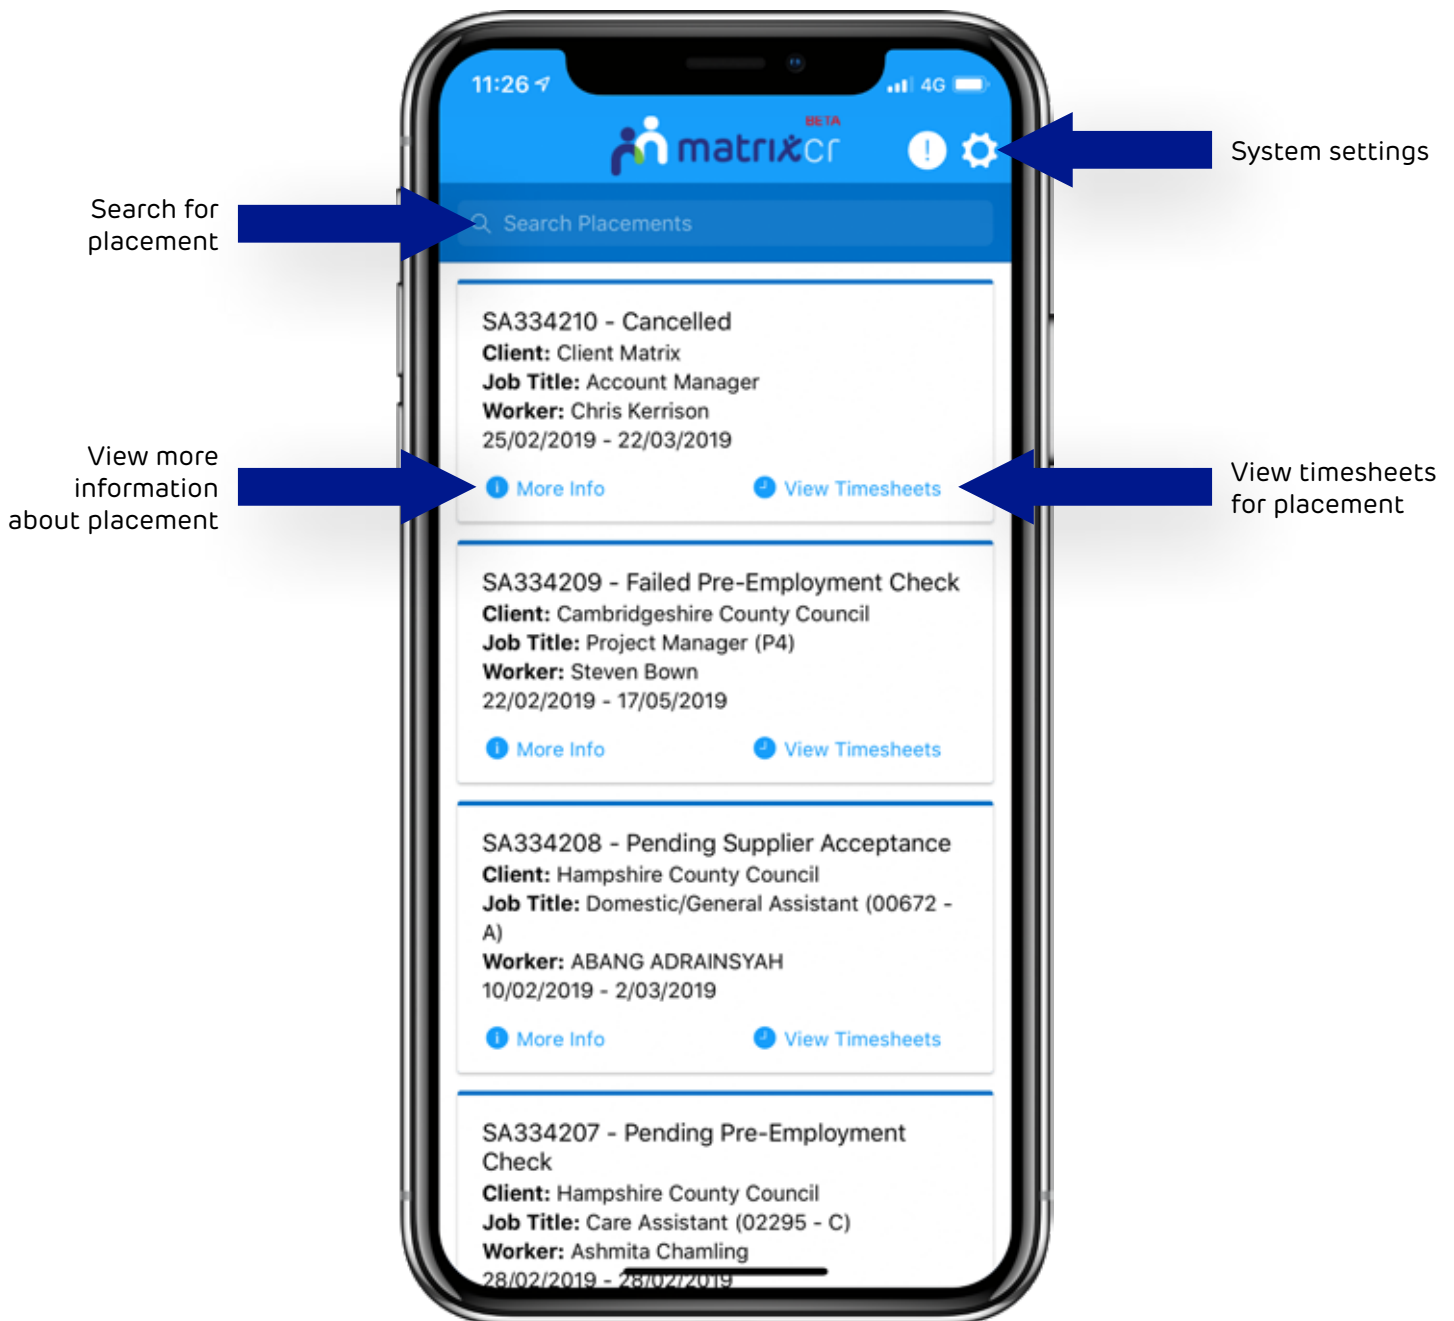 11:26
4G
BETA
matrixcr
System settings
Search for
placement
Search Placements
SA334210 - Cancelled
Client: Client Matrix
Job Title: Account Manager
Worker: Chris Kerrison
25/02/2019 - 22/03/2019
More Info
View Timesheets
View more
information
about placement
View timesheets
for placement
SA334209 - Failed Pre-Employment Check
Client: Cambridgeshire County Council
Job Title: Project Manager (P4)
Worker: Steven Bown
22/02/2019 - 17/05/2019
More Info
View Timesheets
SA334208 - Pending Supplier Acceptance
Client: Hampshire County Council
Job Title: Domestic/General Assistant (00672 -
A)
Worker: ABANG ADRAINSYAH
10/02/2019 - 2/03/2019
More Info
View Timesheets
SA334207 - Pending Pre-Employment
Check
Client: Hampshire County Council
Job Title: Care Assistant (02295 - C)
Worker: Ashmita Chamling
28/02/2019 - 28/02/2019